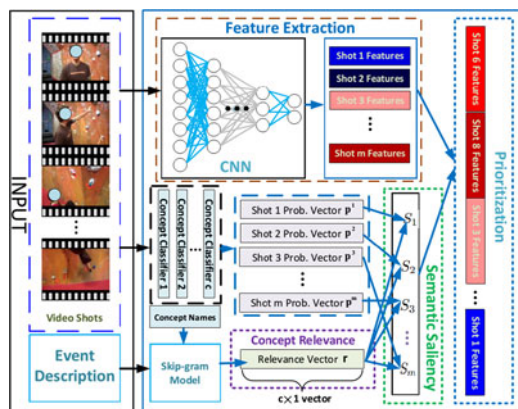 INPUT
Video Shots
Event
Description
Feature Extraction
CNN
Shot 1 Features
Shot 2 Features
Shot 3 Features
Shot m Features
Concept Classifier 1
Concept Classifier 2
Concept Classifier c
Concept Names
Skip-gram
Model
Shot 1 Prob. Vector p¹
Shot 2 Prob. Vector p²
Shot 3 Prob. Vector p³
Shot m Prob. Vector pᵐ
Concept Relevance
Relevance Vector r
c×1 vector
S₁
S₂
S₃
Sₘ
Semantic Saliency
Shot 6 Features
Shot 8 Features
Shot 3 Features
Shot 1 Features
Prioritization